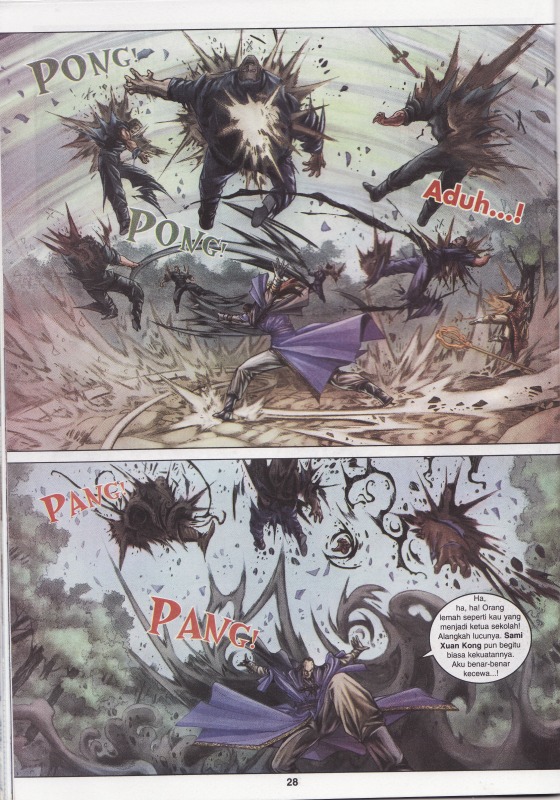 PONG!
Aduh....!
PONG!
PANG!
PANG!
Ha,
ha, ha! Orang
lemah seperti kau yang
menjadi ketua sekolah!
Alangkah lucunya. Sami
Xuan Kong pun begitu
biasa kekuatannya.
Aku benar-benar
kecewa...!
28